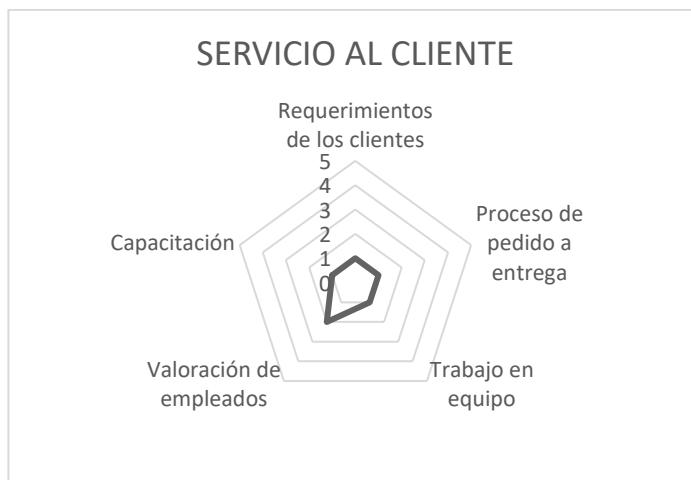 SERVICIO AL CLIENTE
Requerimientos
de los clientes
5
4
3
2
1
0
Proceso de
pedido a
entrega
Capacitación
Valoración de
empleados
Trabajo en
equipo